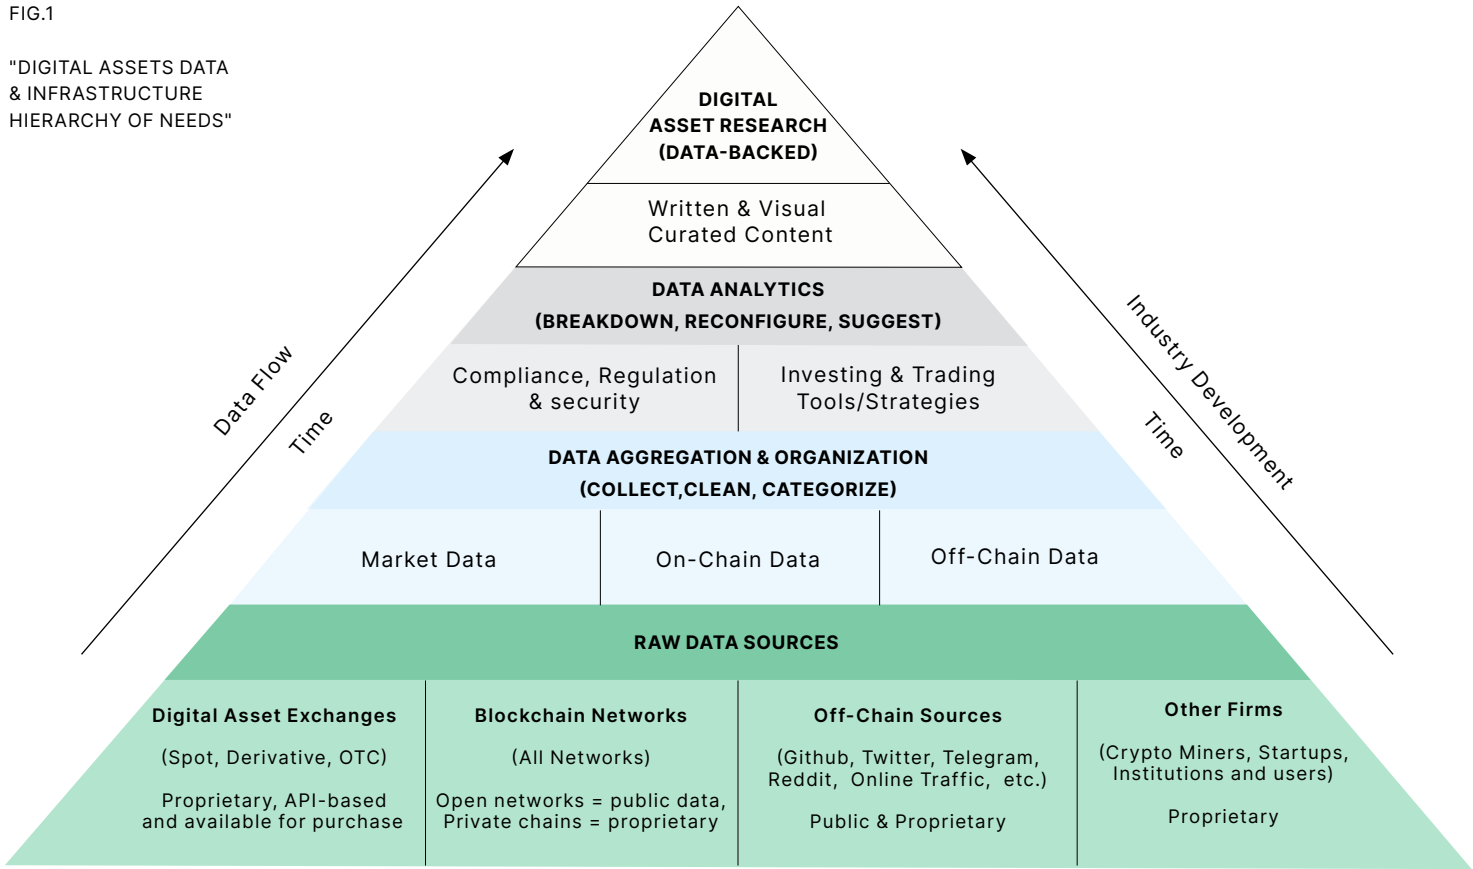 FIG.1
"DIGITAL ASSETS DATA
& INFRASTRUCTURE
HIERARCHY OF NEEDS"
DIGITAL
ASSET RESEARCH
(DATA-BACKED)
Written & Visual
Curated Content
DATA ANALYTICS
(BREAKDOWN, RECONFIGURE, SUGGEST)
Compliance, Regulation
& security
Investing & Trading
Tools/Strategies
Data Flow
Time
Industry Development
Time
DATA AGGREGATION & ORGANIZATION
(COLLECT,CLEAN, CATEGORIZE)
Market Data
On-Chain Data
Off-Chain Data
RAW DATA SOURCES
Digital Asset Exchanges
(Spot, Derivative, OTC)
Proprietary, API-based
and available for purchase
Blockchain Networks
(All Networks)
Open networks = public data,
Private chains = proprietary
Off-Chain Sources
(Github, Twitter, Telegram,
Reddit, Online Traffic, etc.)
Public & Proprietary
Other Firms
(Crypto Miners, Startups,
Institutions and users)
Proprietary